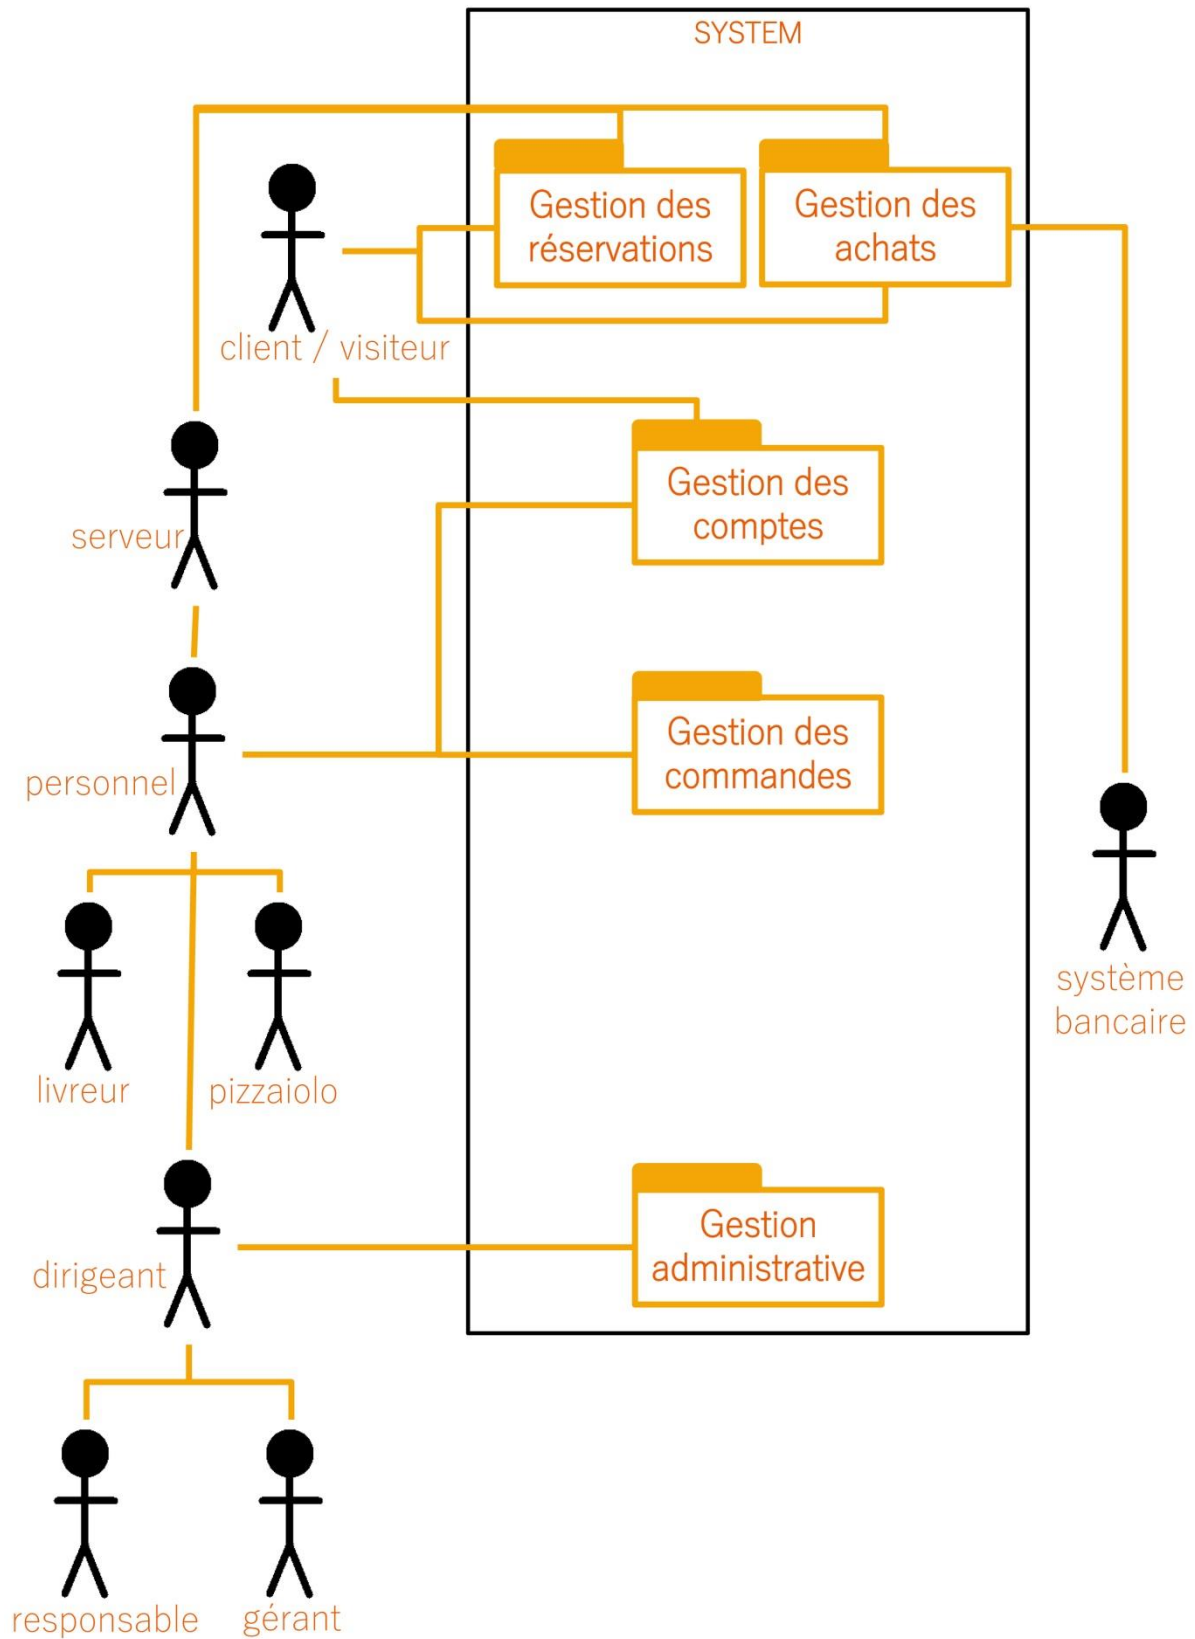 SYSTEM
Gestion des
réservations
Gestion des
achats
client / visiteur
Gestion des
comptes
serveur
Gestion des
commandes
personnel
système
bancaire
livreur
pizzaiolo
Gestion
administrative
dirigeant
responsable
gérant